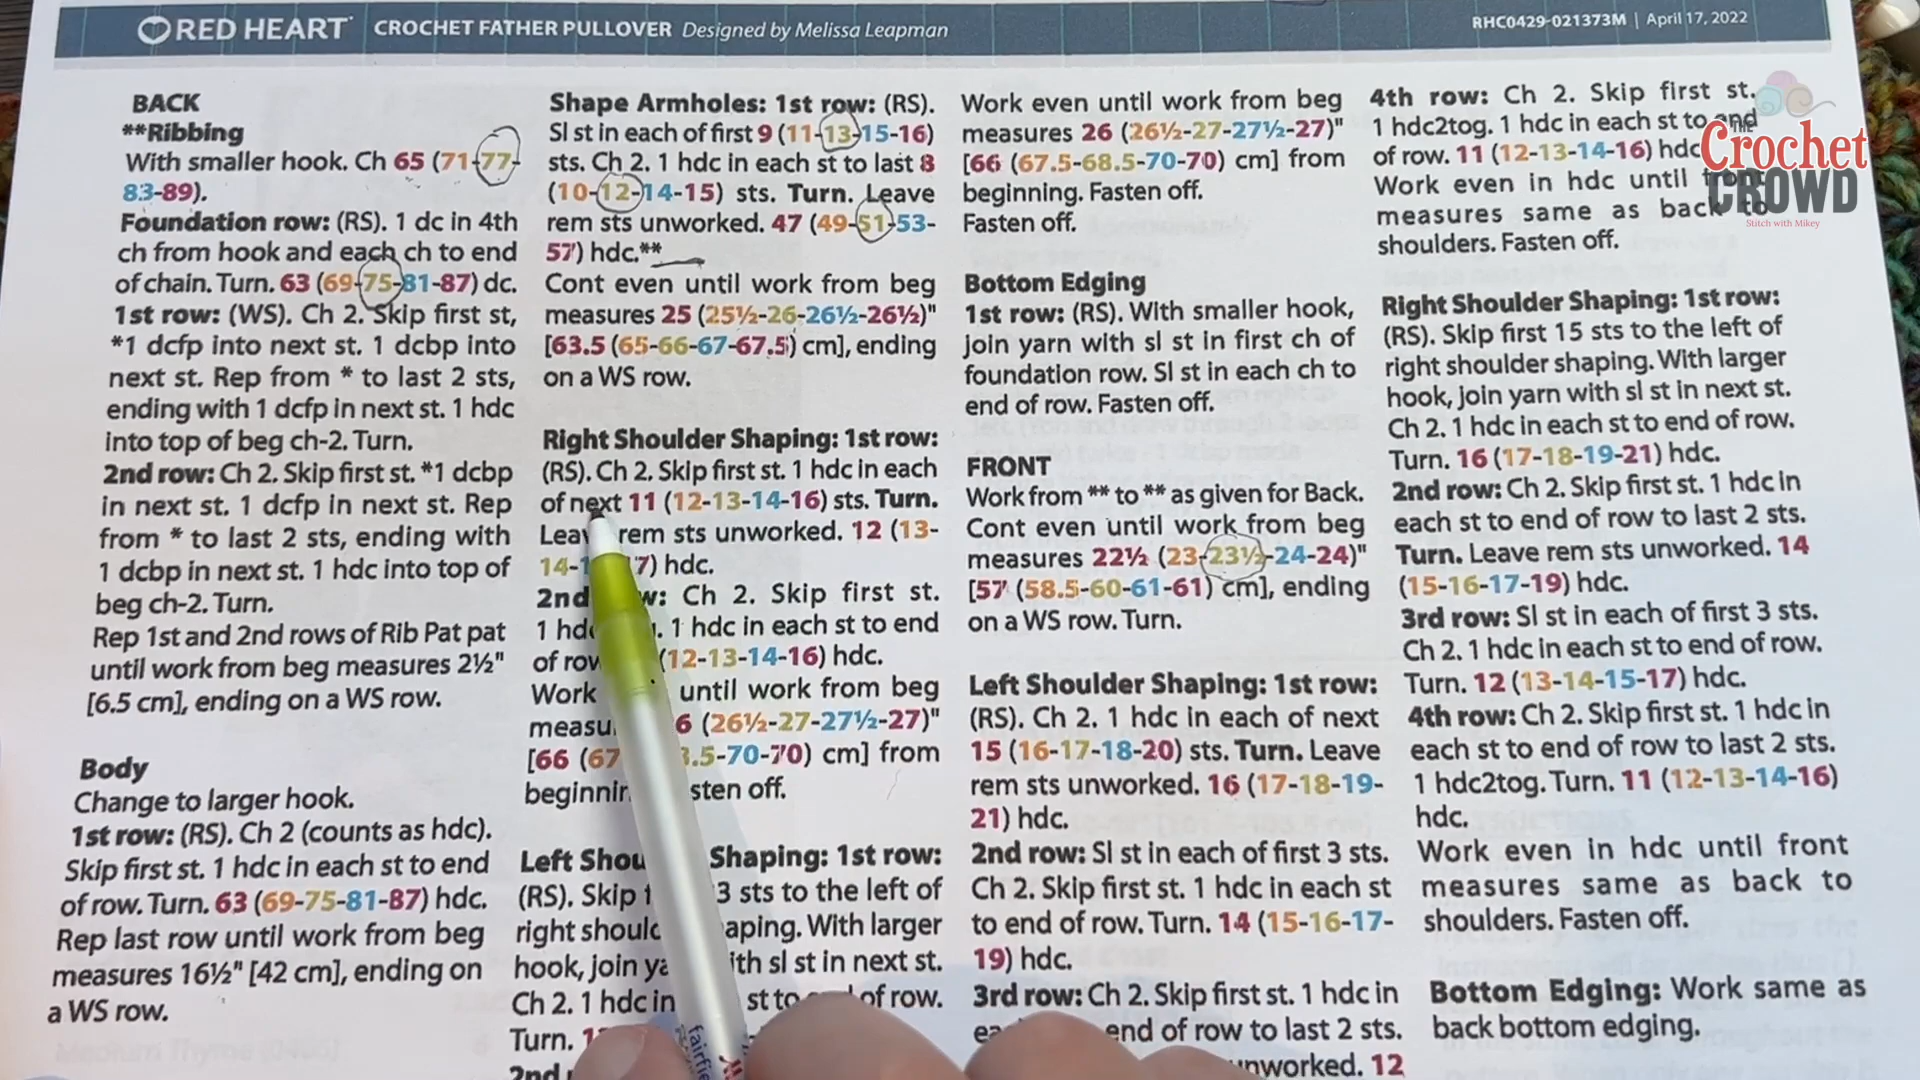 RED HEART CROCHET FATHER PULLOVER Designed by Melissa Leapman
RHC0429-021373M | April 17, 2022
BACK
**Ribbing
With smaller hook. Ch 65 (71-77-
83-89).
Foundation row: (RS). 1 dc in 4th
ch from hook and each ch to end
of chain. Turn. 63 (69-75-81-87) dc.
1st row: (WS). Ch 2. Skip first st,
*1 dcfp into next st. 1 dcbp into
next st. Rep from * to last 2 sts,
ending with 1 dcfp in next st. 1 hdc
into top of beg ch-2. Turn.
2nd row: Ch 2. Skip first st. *1 dcbp
in next st. 1 dcfp in next st. Rep
from * to last 2 sts, ending with
1 dcbp in next st. 1 hdc into top of
beg ch-2. Turn.
Rep 1st and 2nd rows of Rib Pat pat
until work from beg measures 2½"
[6.5 cm], ending on a WS row.
Body
Change to larger hook.
1st row: (RS). Ch 2 (counts as hdc).
Skip first st. 1 hdc in each st to end
of row. Turn. 63 (69-75-81-87) hdc.
Rep last row until work from beg
measures 16½" [42 cm], ending on
a WS row.
Shape Armholes: 1st row: (RS).
Sl st in each of first 9 (11-13-15-16)
sts. Ch 2. 1 hdc in each st to last 8
(10-12-14-15) sts. Turn. Leave
rem sts unworked. 47 (49-51-53-
57) hdc.**
Cont even until work from beg
measures 25 (25½-26-26½-26½)"
[63.5 (65-66-67-67.5) cm], ending
on a WS row.
Right Shoulder Shaping: 1st row:
(RS). Ch 2. Skip first st. 1 hdc in each
of next 11 (12-13-14-16) sts. Turn.
rem sts unworked. 12 (13-
14- 7) hdc.
2nd Ch 2. Skip first st.
1 1 hdc in each st to end
of (12-13-14-16) hdc.
Work until work from beg
6 (26½-27-27½-27)"
[66 .5-70-70) cm] from
off.
Left Shaping: 1st row:
(RS). Skip 3 sts to the left of
right With larger
hook, join sl st in next st.
Ch 2. 1 hdc in st to of row.
Turn.
Work even until work from beg
measures 26 (26½-27-27½-27)"
[66 (67.5-68.5-70-70) cm] from
beginning. Fasten off.
Fasten off.
Bottom Edging
1st row: (RS). With smaller hook,
join yarn with sl st in first ch of
foundation row. Sl st in each ch to
end of row. Fasten off.
FRONT
Work from ** to ** as given for Back.
Cont even until work from beg
measures 22½ (23-23½-24-24)"
[57 (58.5-60-61-61) cm], ending
on a WS row. Turn.
Left Shoulder Shaping: 1st row:
(RS). Ch 2. 1 hdc in each of next
15 (16-17-18-20) sts. Turn. Leave
rem sts unworked. 16 (17-18-19-
21) hdc.
2nd row: Sl st in each of first 3 sts.
Ch 2. Skip first st. 1 hdc in each st
to end of row. Turn. 14 (15-16-17-
19) hdc.
3rd row: Ch 2. Skip first st. 1 hdc in
end of row to last 2 sts.
12
4th row: Ch 2. Skip first st.
1 hdc2tog. 1 hdc in each st to end
of row. 11 (12-13-14-16) hdc
Work even in hdc until front
measures same as back to
shoulders. Fasten off.
Right Shoulder Shaping: 1st row:
(RS). Skip first 15 sts to the left of
right shoulder shaping. With larger
hook, join yarn with sl st in next st.
Ch 2. 1 hdc in each st to end of row.
Turn. 16 (17-18-19-21) hdc.
2nd row: Ch 2. Skip first st. 1 hdc in
each st to end of row to last 2 sts.
Turn. Leave rem sts unworked. 14
(15-16-17-19) hdc.
3rd row: Sl st in each of first 3 sts.
Ch 2. 1 hdc in each st to end of row.
Turn. 12 (13-14-15-17) hdc.
4th row: Ch 2. Skip first st. 1 hdc in
each st to end of row to last 2 sts.
1 hdc2tog. Turn. 11 (12-13-14-16)
hdc.
Work even in hdc until front
measures same as back to
shoulders. Fasten off.
Bottom Edging: Work same as
back bottom edging.
THE
Crochet
CROWD
Stitch with Mikey